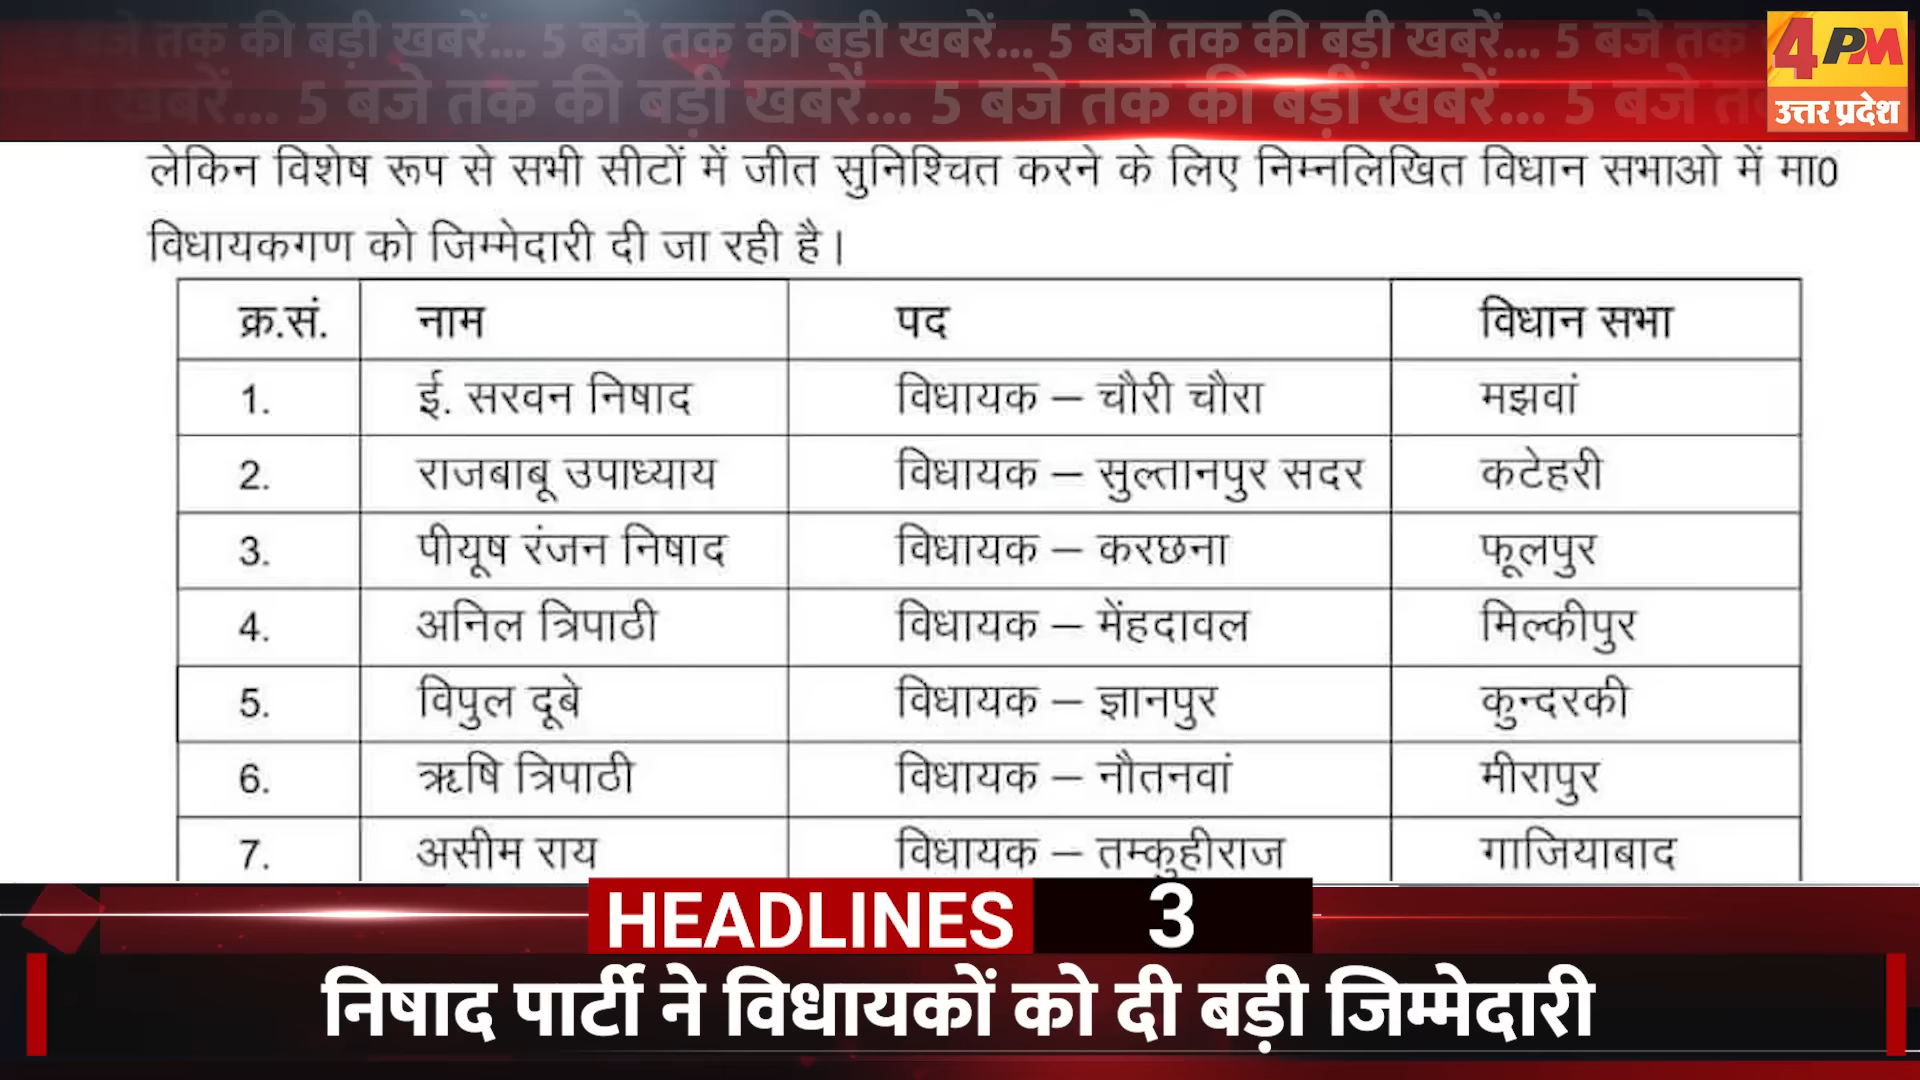 जे तक की बड़ी खबरें... 5 बजे तक की बड़ी खबरें... 5 बजे तक की बड़ी खबरें... 5 बजे तक
खबरें... 5 बजे तक की बड़ी खबरें... 5 बजे तक की बड़ी खबरें... 5 बजे
4PM
उत्तर प्रदेश
लेकिन विशेष रूप से सभी सीटों में जीत सुनिश्चित करने के लिए निम्नलिखित विधान सभाओ में मा0
विधायकगण को जिम्मेदारी दी जा रही है।
क्र.सं. नाम पद विधान सभा
1. ई. सरवन निषाद विधायक – चौरी चौरा मझवां
2. राजबाबू उपाध्याय विधायक – सुल्तानपुर सदर कटेहरी
3. पीयूष रंजन निषाद विधायक – करछना फूलपुर
4. अनिल त्रिपाठी विधायक – मेंहदावल मिल्कीपुर
5. विपुल दूबे विधायक – ज्ञानपुर कुन्दरकी
6. ऋषि त्रिपाठी विधायक – नौतनवां मीरापुर
7. असीम राय विधायक – तम्कुहीराज गाजियाबाद
HEADLINES 3
निषाद पार्टी ने विधायकों को दी बड़ी जिम्मेदारी